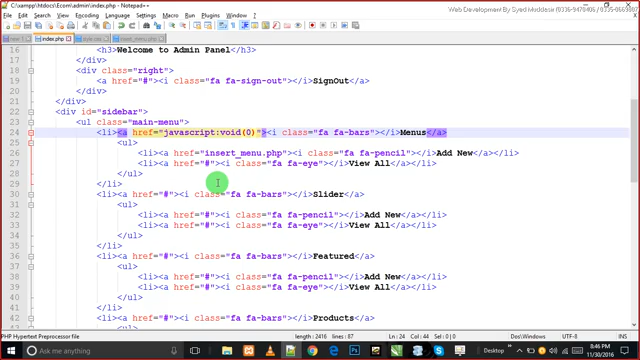 C:\xampp\htdocs\Ecom\admin\index.php - Notepad++
Web Development By Syed Moddasir (0336-9470406 / 0335-6669307)
File Edit Search View Encoding Language Settings Macro Run Plugins Window ?
index.php style.css insert_menu.php
16 <h3>Welcome to Admin Panel</h3>
17 </div>
18 <div class="right">
19 <a href="#"><i class="fa fa-sign-out"></i>SignOut</a>
20 </div>
21 </div>
22 <div id="sidebar">
23 <ul class="main-menu">
24 <li><a href="javascript:void(0)"><i class="fa fa-bars"></i>Menus</a>
25 <ul>
26 <li><a href="insert_menu.php"><i class="fa fa-pencil"></i>Add New</a></li>
27 <li><a href="#"><i class="fa fa-eye"></i>View All</a></li>
28 </ul>
29 </li>
30 <li><a href="#"><i class="fa fa-bars"></i>Slider</a>
31 <ul>
32 <li><a href="#"><i class="fa fa-pencil"></i>Add New</a></li>
33 <li><a href="#"><i class="fa fa-eye"></i>View All</a></li>
34 </ul>
35 </li>
36 <li><a href="#"><i class="fa fa-bars"></i>Featured</a>
37 <ul>
38 <li><a href="#"><i class="fa fa-pencil"></i>Add New</a></li>
39 <li><a href="#"><i class="fa fa-eye"></i>View All</a></li>
40 </ul>
41 </li>
42 <li><a href="#"><i class="fa fa-bars"></i>Products</a>
43 <ul>
PHP Hypertext Preprocessor file length : 2416 lines : 87 Ln : 24 Col : 44 Sel : 0 | 0 Dos\Windows UTF-8 INS
Ask me anything
Desktop
8:46 PM
11/30/2016